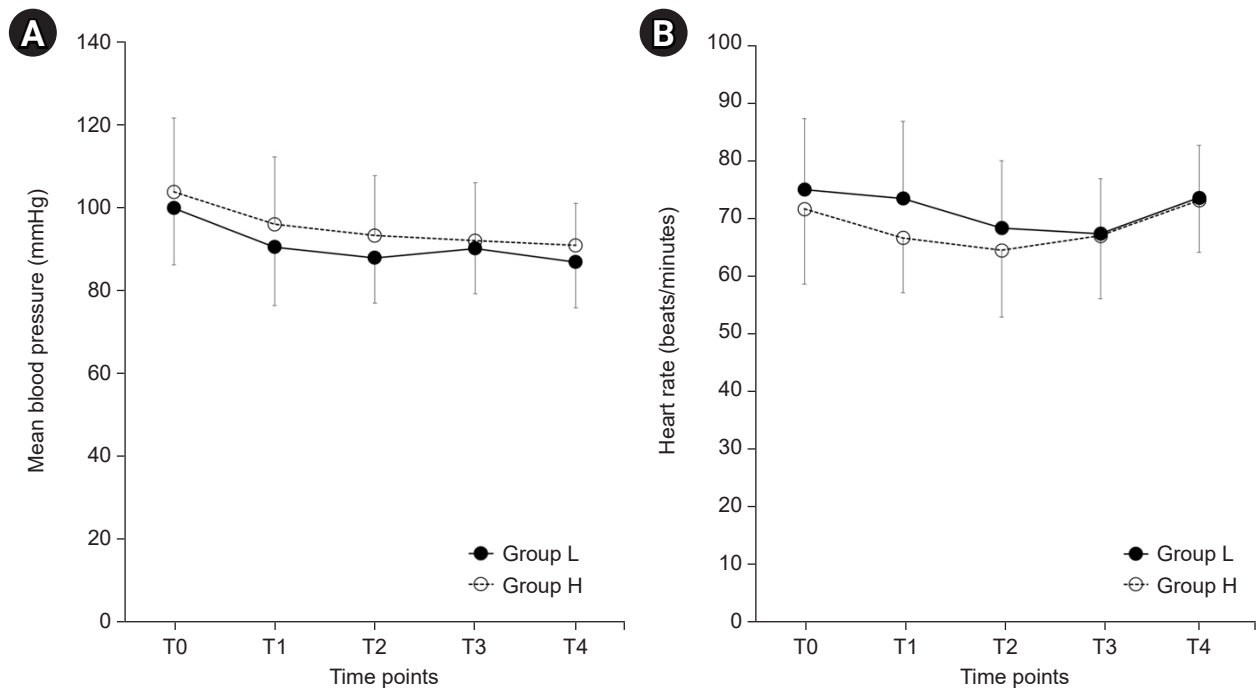 A
Mean blood pressure (mmHg)
140
120
100
80
60
40
20
0
T0 T1 T2 T3 T4
Time points
Group L
Group H
B
Heart rate (beats/minutes)
100
90
80
70
60
50
40
30
20
10
0
T0 T1 T2 T3 T4
Time points
Group L
Group H